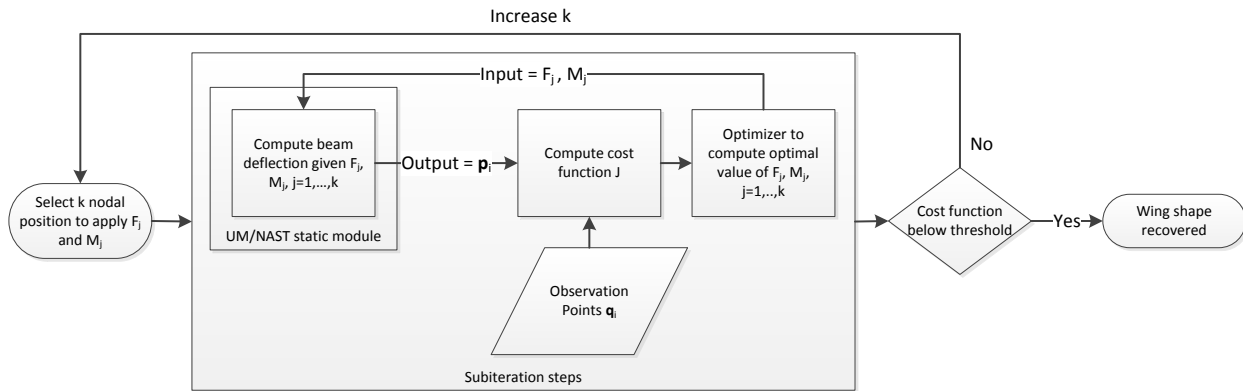 Increase k
Input = Fj , Mj
Compute beam
deflection given Fj,
Mj, j=1,…,k
Output = pi
Compute cost
function J
Optimizer to
compute optimal
value of Fj, Mj,
j=1,..,k
No
Select k nodal
position to apply Fj
and Mj
UM/NAST static module
Cost function
below threshold
Yes
Wing shape
recovered
Observation
Points qi
Subiteration steps